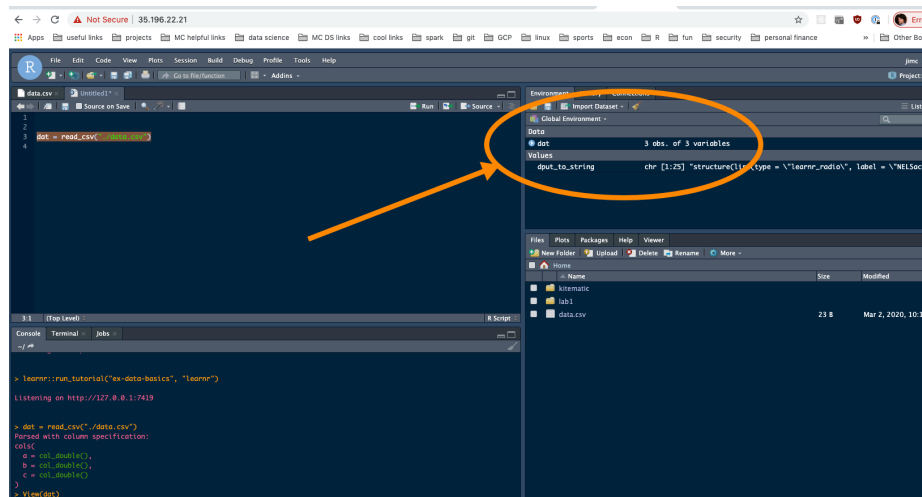 Not Secure | 35.196.22.21
Err
Apps useful links projects MC helpful links data science MC DS links cool links spark git GCP linux sports econ R fun security personal finance » Other Bo
R File Edit Code View Plots Session Build Debug Profile Tools Help jimc
Go to file/function Addins Project:
data.csv Untitled1*
Source on Save Run Source
1
2
3 dat = read_csv("./data.csv")
4
3:1 (Top Level) R Script
Console Terminal Jobs
~/
> learnr::run_tutorial("ex-data-basics", "learnr")
Listening on http://127.0.0.1:7419
> dat = read_csv("./data.csv")
Parsed with column specification:
cols(
a = col_double(),
b = col_double(),
c = col_double()
)
> View(dat)
Environment Connections
Import Dataset List
Global Environment
Data
dat 3 obs. of 3 variables
Values
dput_to_string chr [1:25] "structure(list(type = \"learnr_radio\", label = \"NELSac
Files Plots Packages Help Viewer
New Folder Upload Delete Rename More
Home
Name Size Modified
kitematic
lab1
data.csv 23 B Mar 2, 2020, 10:1